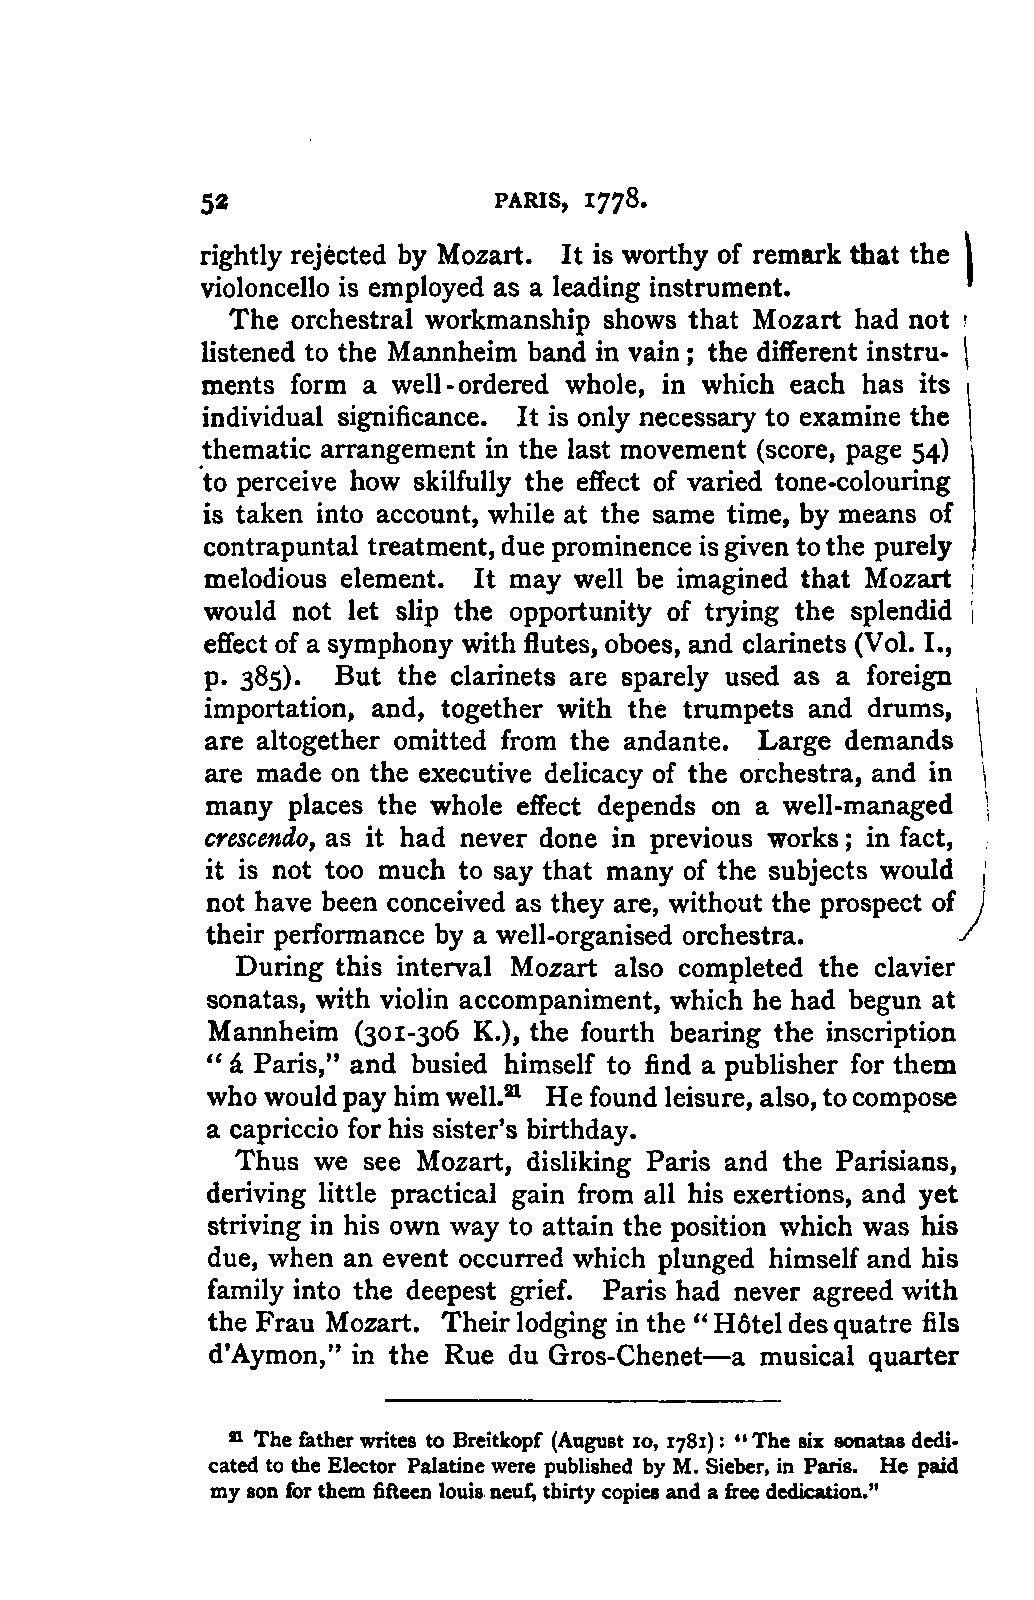 52 PARIS, 1778.
rightly rejected by Mozart. It is worthy of remark that the
violoncello is employed as a leading instrument.
The orchestral workmanship shows that Mozart had not
listened to the Mannheim band in vain; the different instru-
ments form a well-ordered whole, in which each has its
individual significance. It is only necessary to examine the
thematic arrangement in the last movement (score, page 54)
to perceive how skilfully the effect of varied tone-colouring
is taken into account, while at the same time, by means of
contrapuntal treatment, due prominence is given to the purely
melodious element. It may well be imagined that Mozart
would not let slip the opportunity of trying the splendid
effect of a symphony with flutes, oboes, and clarinets (Vol. I.,
p. 385). But the clarinets are sparely used as a foreign
importation, and, together with the trumpets and drums,
are altogether omitted from the andante. Large demands
are made on the executive delicacy of the orchestra, and in
many places the whole effect depends on a well-managed
crescendo, as it had never done in previous works; in fact,
it is not too much to say that many of the subjects would
not have been conceived as they are, without the prospect of
their performance by a well-organised orchestra.
During this interval Mozart also completed the clavier
sonatas, with violin accompaniment, which he had begun at
Mannheim (301-306 K.), the fourth bearing the inscription
"á Paris," and busied himself to find a publisher for them
who would pay him well.21 He found leisure, also, to compose
a capriccio for his sister's birthday.
Thus we see Mozart, disliking Paris and the Parisians,
deriving little practical gain from all his exertions, and yet
striving in his own way to attain the position which was his
due, when an event occurred which plunged himself and his
family into the deepest grief. Paris had never agreed with
the Frau Mozart. Their lodging in the "Hôtel des quatre fils
d'Aymon," in the Rue du Gros-Chenet—a musical quarter
21 The father writes to Breitkopf (August 10, 1781): "The six sonatas dedi-
cated to the Elector Palatine were published by M. Sieber, in Paris. He paid
my son for them fifteen louis neuf, thirty copies and a free dedication."